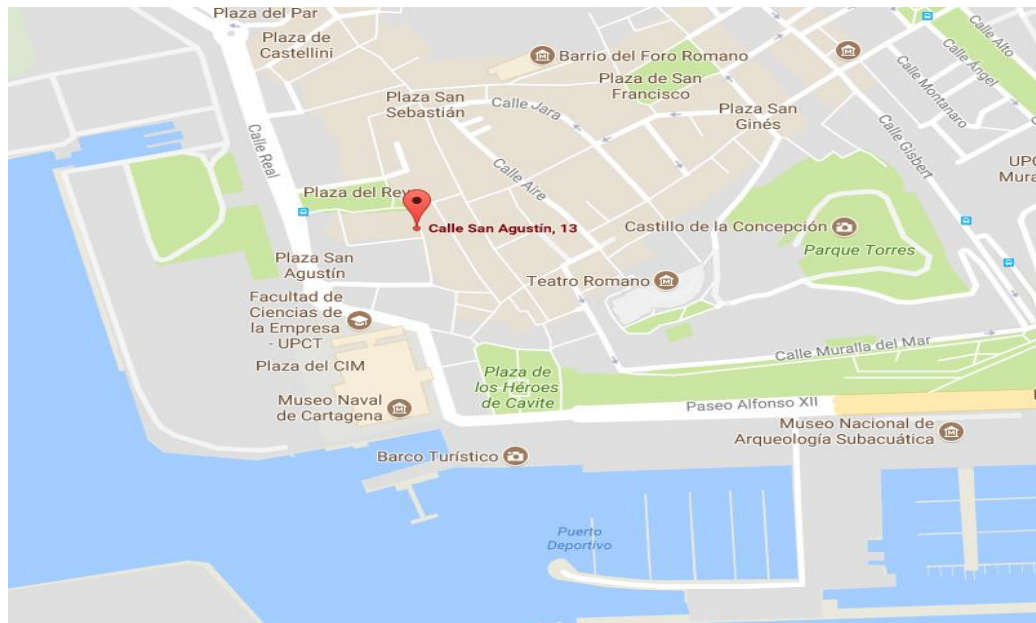 Plaza del Par
Plaza de
Castellini
Barrio del Foro Romano
Plaza de San
Francisco
Calle Alto
Calle Ángel
Calle Montanaro
Plaza San
Sebastián
Calle Jara
Plaza San
Ginés
Calle Gisbert
Calle Real
Calle Aire
UPC
Mura
Plaza del Rey
Calle San Agustín, 13
Castillo de la Concepción
Parque Torres
Plaza San
Agustín
Teatro Romano
Facultad de
Ciencias de
la Empresa
- UPCT
Calle Muralla del Mar
Plaza del CIM
Plaza de
los Héroes
de Cavite
Museo Naval
de Cartagena
Paseo Alfonso XII
Museo Nacional de
Arqueología Subacuática
Barco Turístico
Puerto
Deportivo